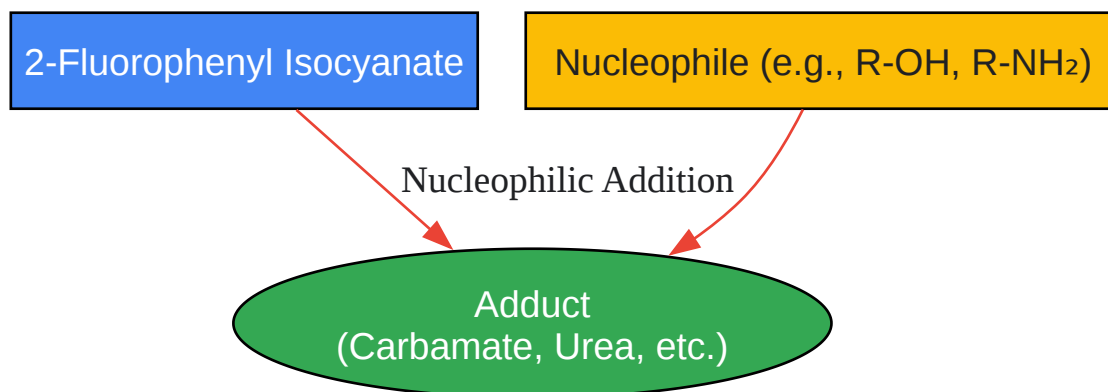 2-Fluorophenyl Isocyanate
Nucleophile (e.g., R-OH, R-NH₂)
Nucleophilic Addition
Adduct
(Carbamate, Urea, etc.)